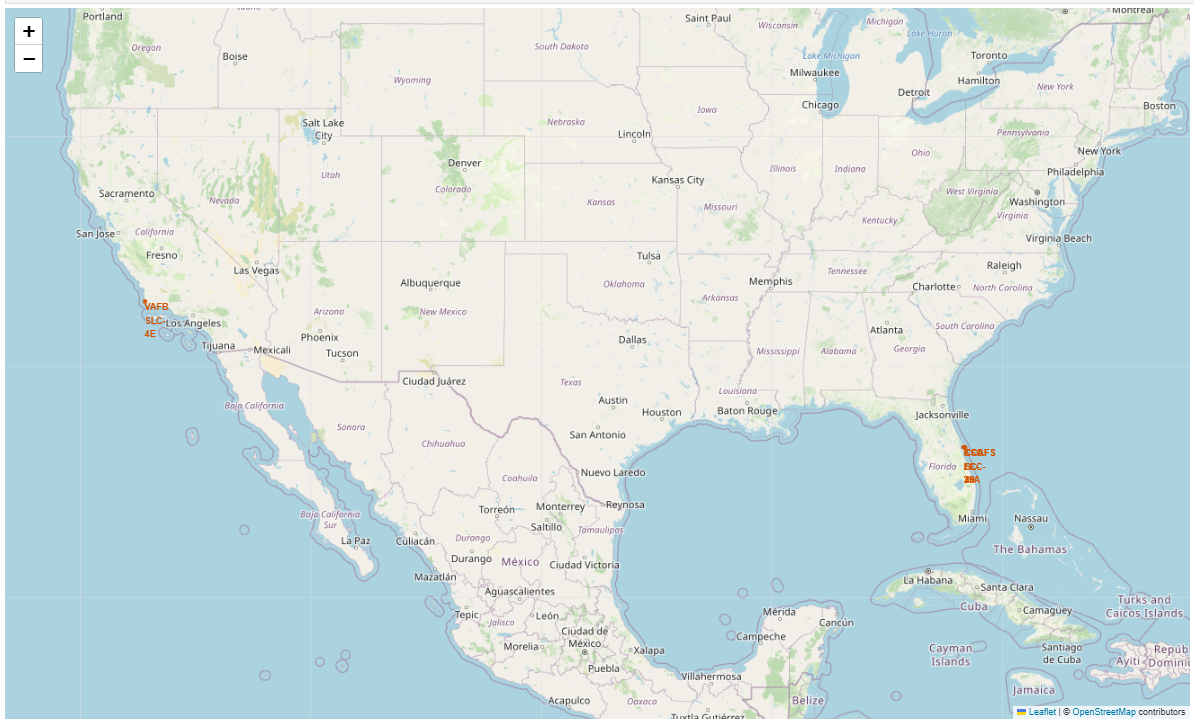 +
−
Portland
Oregon
Boise
Wyoming
South Dakota
Saint Paul
Wisconsin
Michigan
Lake Huron
Lake Michigan
Montréal
Toronto
Hamilton
New York
Milwaukee
Detroit
Chicago
Boston
Salt Lake
City
Nebraska
Iowa
Lincoln
Pennsylvania
New York
Philadelphia
Ohio
Indiana
Illinois
Denver
Utah
Colorado
Kansas City
Kansas
Missouri
West Virginia
Washington
Virginia
Sacramento
Nevada
San José
California
Fresno
Kentucky
Virginia Beach
Las Vegas
Tulsa
Raleigh
Albuquerque
Oklahoma
Memphis
Tennessee
Charlotte
North Carolina
VAFB
SLC-
4E
Los Angeles
Arizona
New Mexico
Arkansas
South Carolina
Atlanta
Phoenix
Tucson
Tijuana
Mexicali
Dallas
Mississippi
Alabama
Georgia
Ciudad Juárez
Texas
Louisiana
Austin
Houston
Baton Rouge
Jacksonville
Baja California
Sonora
Chihuahua
San Antonio
Florida
Coahuila
Nuevo Laredo
Reynosa
Monterrey
Torreón
Saltillo
Tamaulipas
Miami
Nassau
The Bahamas
Baja California
Sur
La Paz
Culiacán
Durango
Durango
México
Ciudad Victoria
Mazatlán
Aguascalientes
La Habana
Santa Clara
Cuba
Camaguey
Turks and
Caicos Islands
Tepic
León
Jalisco
Ciudad de
México
Morelia
Xalapa
Puebla
Mérida
Cancún
Campeche
Cayman
Islands
Santiago
de Cuba
Ayiti
Villahermosa
Acapulco
Oaxaca
Tuxtla Gutiérrez
Belize
Jamaica
Leaflet | © OpenStreetMap contributors